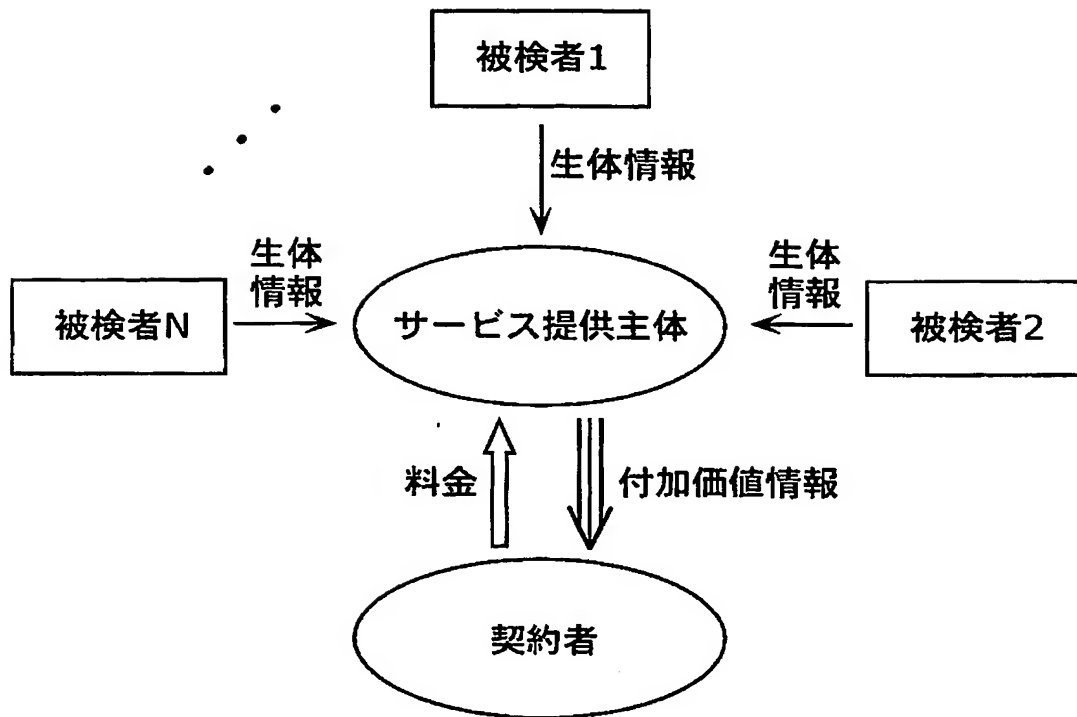 被検者1
生体情報
生体
情報
生体
情報
被検者N
サービス提供主体
被検者2
料金
付加価値情報
契約者